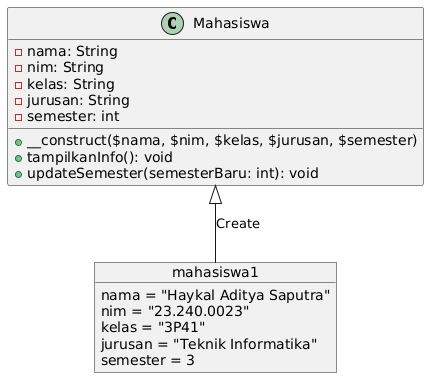 C Mahasiswa
nama: String
nim: String
kelas: String
jurusan: String
semester: int
__construct($nama, $nim, $kelas, $jurusan, $semester)
tampilkanInfo(): void
updateSemester(semesterBaru: int): void
Create
mahasiswa1
nama = "Haykal Aditya Saputra"
nim = "23.240.0023"
kelas = "3P41"
jurusan = "Teknik Informatika"
semester = 3